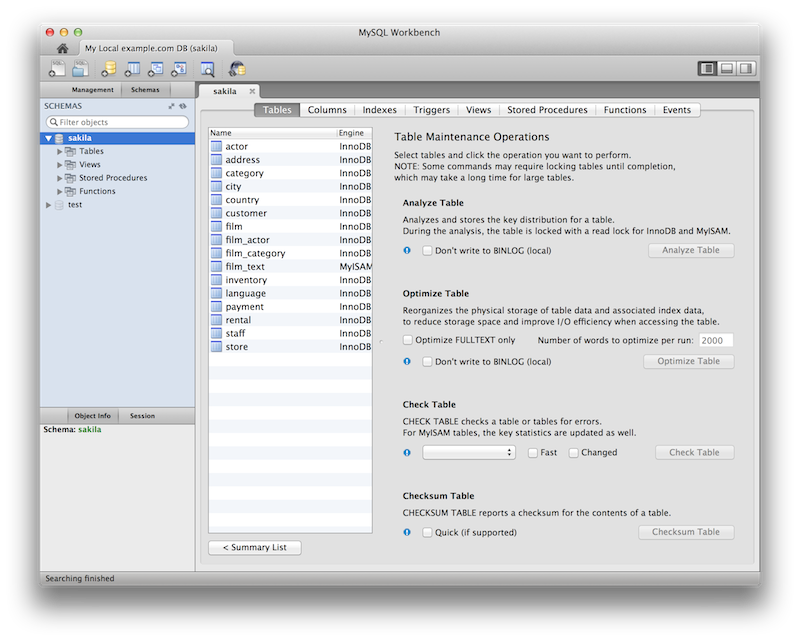 MySQL Workbench
My Local example.com DB (sakila)
Management
Schemas
SCHEMAS
Filter objects
sakila
Tables
Views
Stored Procedures
Functions
test
Object Info
Session
Schema: sakila
sakila
Tables
Columns
Indexes
Triggers
Views
Stored Procedures
Functions
Events
Name Engine
actor InnoDB
address InnoDB
category InnoDB
city InnoDB
country InnoDB
customer InnoDB
film InnoDB
film_actor InnoDB
film_category InnoDB
film_text MyISAM
inventory InnoDB
language InnoDB
payment InnoDB
rental InnoDB
staff InnoDB
store InnoDB
< Summary List
Table Maintenance Operations
Select tables and click the operation you want to perform.
NOTE: Some commands may require locking tables until completion,
which may take a long time for large tables.
Analyze Table
Analyzes and stores the key distribution for a table.
During the analysis, the table is locked with a read lock for InnoDB and MyISAM.
Don't write to BINLOG (local)
Analyze Table
Optimize Table
Reorganizes the physical storage of table data and associated index data,
to reduce storage space and improve I/O efficiency when accessing the table.
Optimize FULLTEXT only
Number of words to optimize per run: 2000
Don't write to BINLOG (local)
Optimize Table
Check Table
CHECK TABLE checks a table or tables for errors.
For MyISAM tables, the key statistics are updated as well.
Fast
Changed
Check Table
Checksum Table
CHECKSUM TABLE reports a checksum for the contents of a table.
Quick (if supported)
Checksum Table
Searching finished